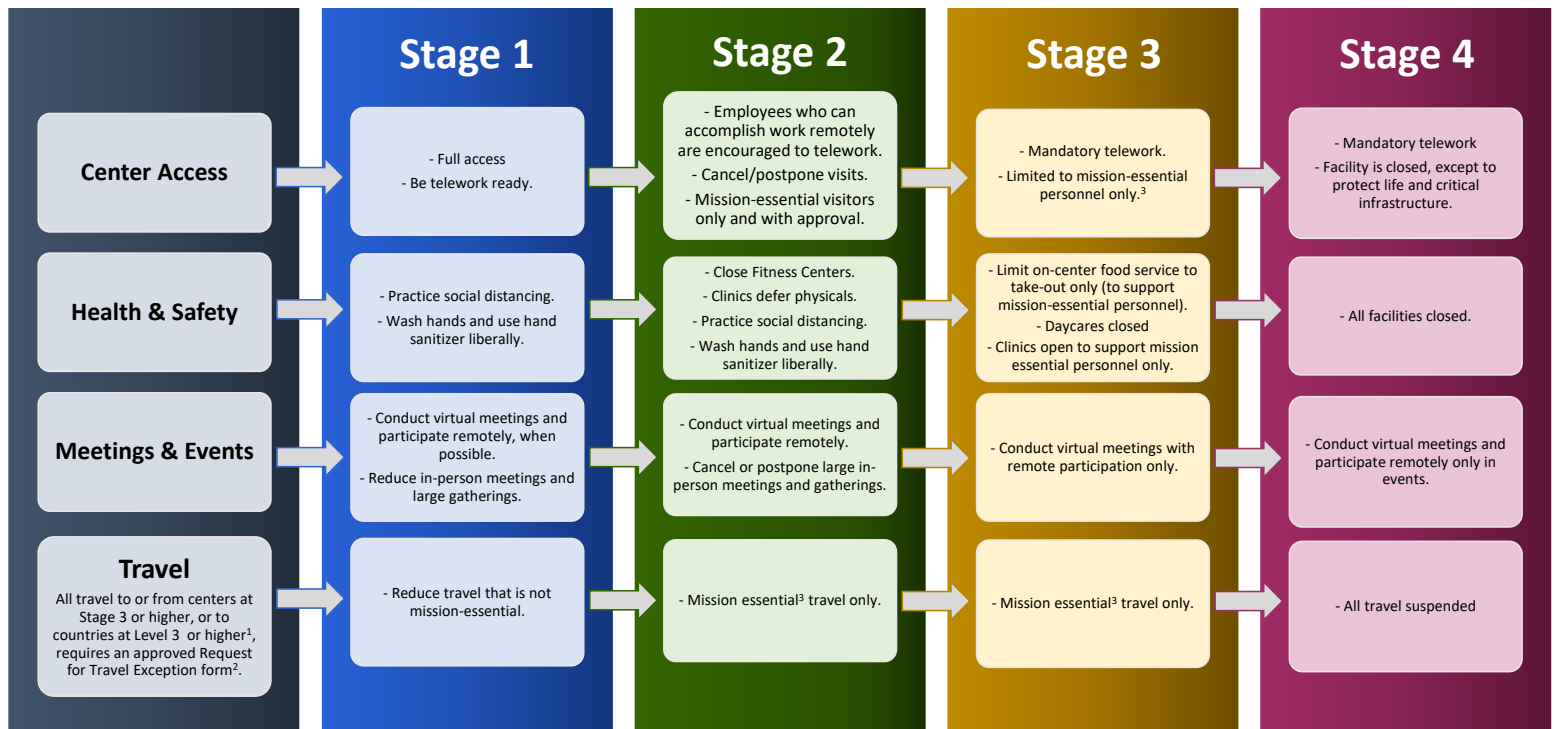 Stage 1
Stage 2
Stage 3
Stage 4
Center Access
- Full access
- Be telework ready.
- Employees who can
accomplish work remotely
are encouraged to telework.
- Cancel/postpone visits.
- Mission-essential visitors
only and with approval.
- Mandatory telework.
- Limited to mission-essential
personnel only.³
- Mandatory telework
- Facility is closed, except to
protect life and critical
infrastructure.
Health & Safety
- Practice social distancing.
- Wash hands and use hand
sanitizer liberally.
- Close Fitness Centers.
- Clinics defer physicals.
- Practice social distancing.
- Wash hands and use hand
sanitizer liberally.
- Limit on-center food service to
take-out only (to support
mission-essential personnel).
- Daycares closed
- Clinics open to support mission
essential personnel only.
- All facilities closed.
Meetings & Events
- Conduct virtual meetings and
participate remotely, when
possible.
- Reduce in-person meetings and
large gatherings.
- Conduct virtual meetings and
participate remotely.
- Cancel or postpone large in-
person meetings and gatherings.
- Conduct virtual meetings with
remote participation only.
- Conduct virtual meetings and
participate remotely only in
events.
Travel
All travel to or from centers at
Stage 3 or higher, or to
countries at Level 3 or higher¹,
requires an approved Request
for Travel Exception form².
- Reduce travel that is not
mission-essential.
- Mission essential³ travel only.
- Mission essential³ travel only.
- All travel suspended